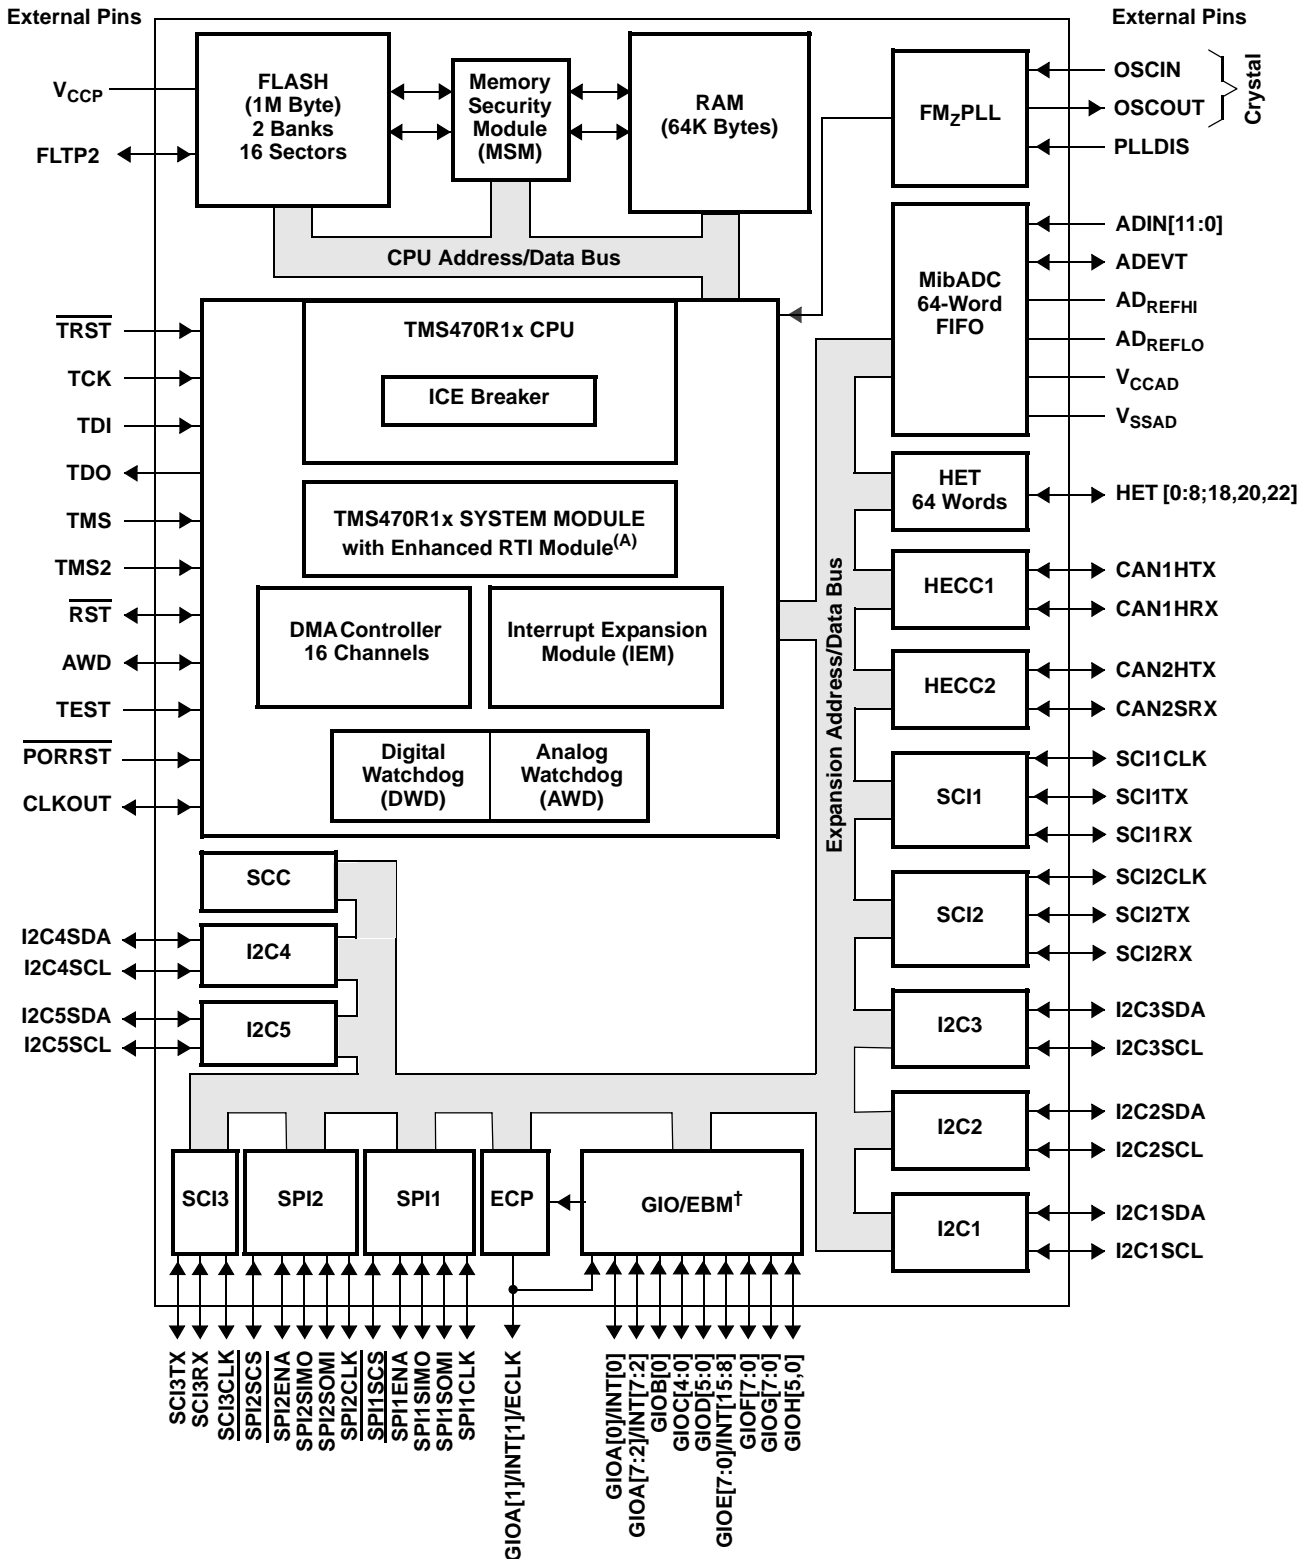 External Pins
External Pins
V_CCP
FLTP2
FLASH
(1M Byte)
2 Banks
16 Sectors
Memory
Security
Module
(MSM)
RAM
(64K Bytes)
FM_ZPLL
OSCIN
OSCOUT
PLLDIS
Crystal
CPU Address/Data Bus
MibADC
64-Word
FIFO
ADIN[11:0]
ADEVT
AD_REFHI
AD_REFLO
V_CCAD
V_SSAD
TRST
TCK
TDI
TDO
TMS
TMS2
RST
AWD
TEST
PORRST
CLKOUT
TMS470R1x CPU
ICE Breaker
TMS470R1x SYSTEM MODULE
with Enhanced RTI Module(A)
DMA Controller
16 Channels
Interrupt Expansion
Module (IEM)
Digital
Watchdog
(DWD)
Analog
Watchdog
(AWD)
Expansion Address/Data Bus
HET
64 Words
HET [0:8;18,20,22]
HECC1
CAN1HTX
CAN1HRX
HECC2
CAN2HTX
CAN2SRX
SCI1
SCI1CLK
SCI1TX
SCI1RX
SCI2
SCI2CLK
SCI2TX
SCI2RX
I2C3
I2C3SDA
I2C3SCL
I2C2
I2C2SDA
I2C2SCL
I2C1
I2C1SDA
I2C1SCL
SCC
I2C4SDA
I2C4SCL
I2C4
I2C5SDA
I2C5SCL
I2C5
SCI3
SPI2
SPI1
ECP
GIO/EBM†
SCI3TX
SCI3RX
SCI3CLK
SPI2SCS
SPI2ENA
SPI2SIMO
SPI2SOMI
SPI2CLK
SPI1SCS
SPI1ENA
SPI1SIMO
SPI1SOMI
SPI1CLK
GIOA[1]/INT[1]/ECLK
GIOA[0]/INT[0]
GIOA[7:2]/INT[7:2]
GIOB[0]
GIOC[4:0]
GIOD[5:0]
GIOE[7:0]/INT[15:8]
GIOF[7:0]
GIOG[7:0]
GIOH[5,0]